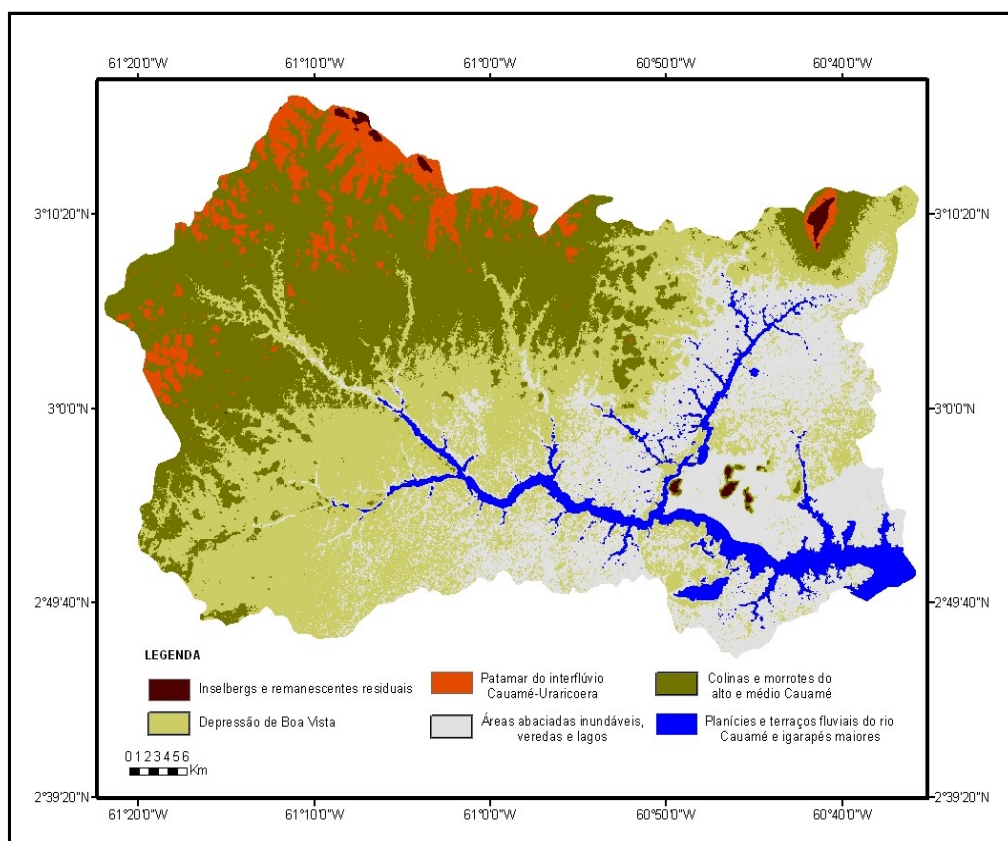 61°20'0"W 61°10'0"W 61°0'0"W 60°50'0"W 60°40'0"W
3°10'20"N 3°10'20"N
3°0'0"N 3°0'0"N
2°49'40"N 2°49'40"N
LEGENDA
Inselbergs e remanescentes residuais
Patamar do interflúvio
Cauamé-Uraricoera
Colinas e morrotes do
alto e médio Cauamé
Depressão de Boa Vista
Áreas abaciadas inundáveis,
veredas e lagos
Planícies e terraços fluviais do rio
Cauamé e igarapés maiores
0 1 2 3 4 5 6
Km
2°39'20"N 2°39'20"N
61°20'0"W 61°10'0"W 61°0'0"W 60°50'0"W 60°40'0"W